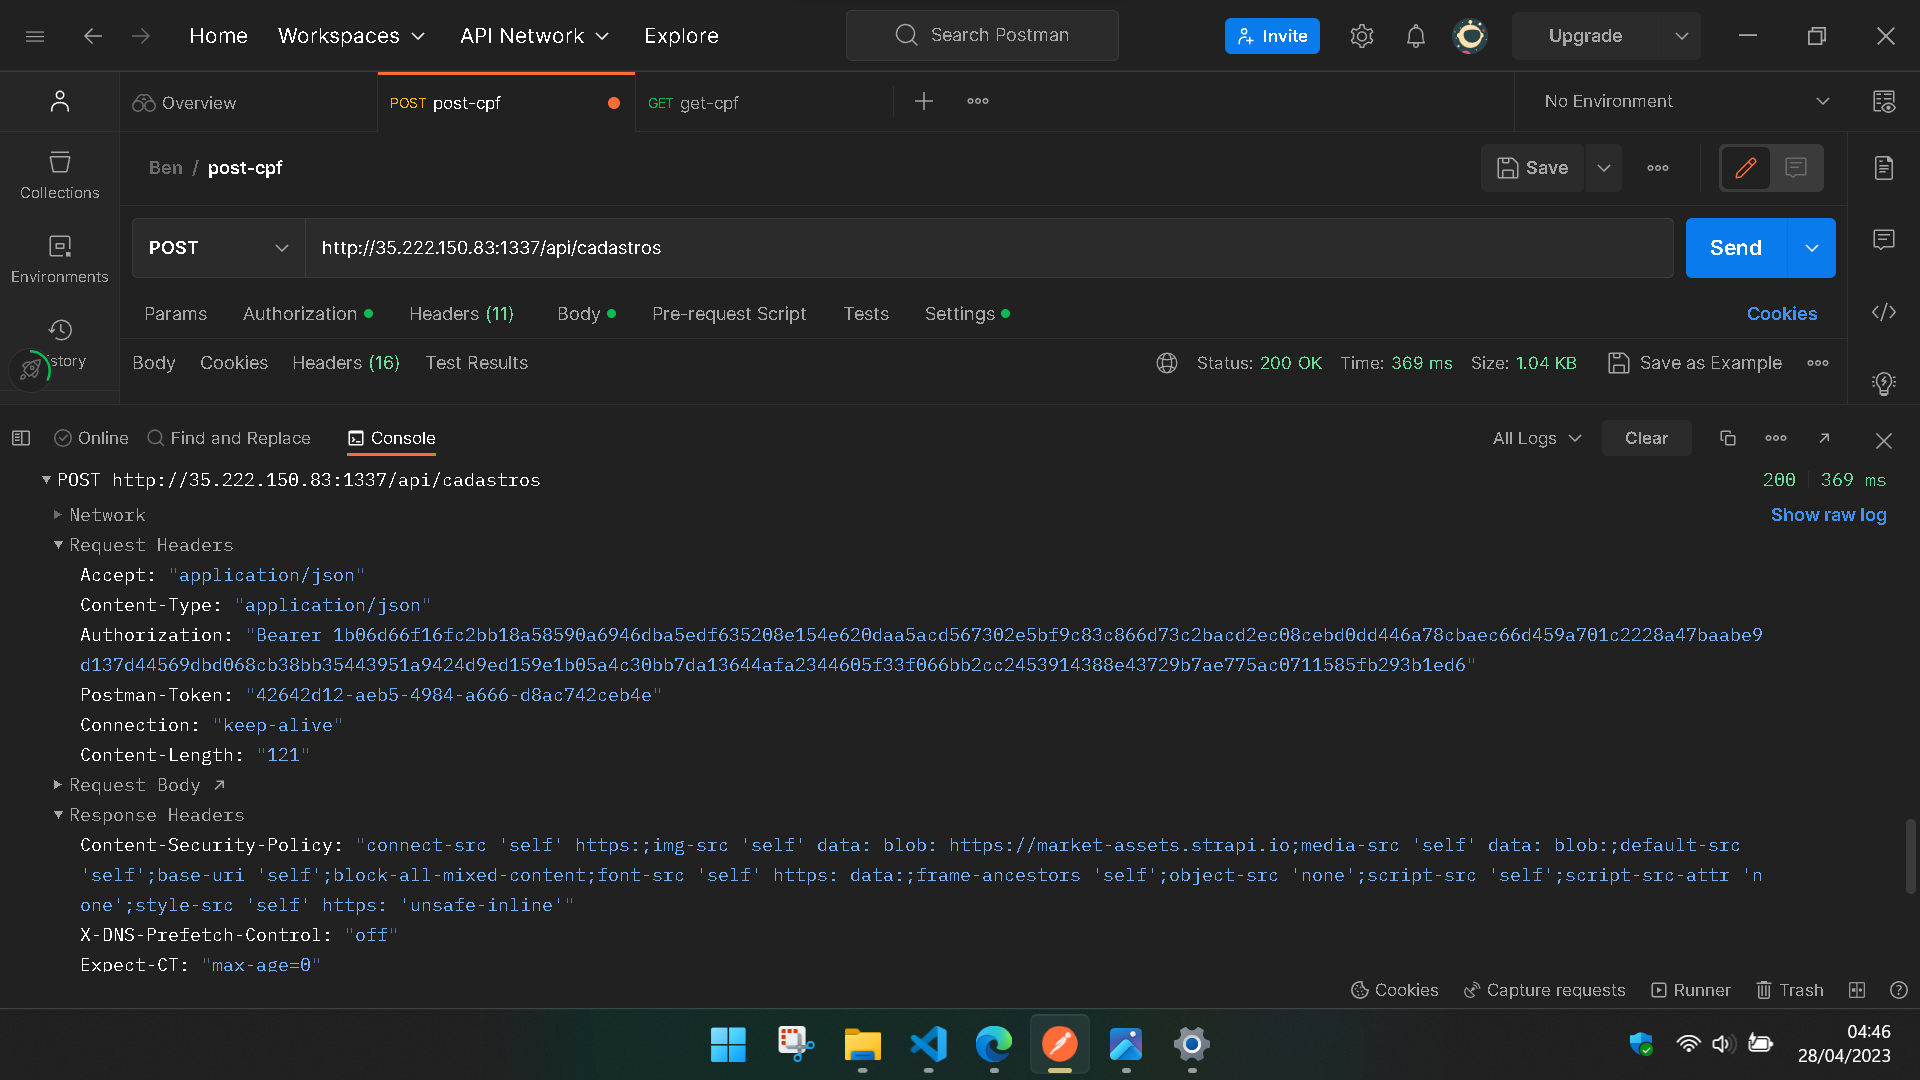 Home Workspaces API Network Explore Search Postman Invite Upgrade
Overview POST post-cpf GET get-cpf No Environment
Ben / post-cpf Save
Collections
POST http://35.222.150.83:1337/api/cadastros Send
Environments
Params Authorization Headers (11) Body Pre-request Script Tests Settings Cookies
story
Body Cookies Headers (16) Test Results Status: 200 OK Time: 369 ms Size: 1.04 KB Save as Example
Online Find and Replace Console All Logs Clear
POST http://35.222.150.83:1337/api/cadastros 200 369 ms
Network Show raw log
Request Headers
Accept: "application/json"
Content-Type: "application/json"
Authorization: "Bearer 1b06d66f16fc2bb18a58590a6946dba5edf635208e154e620daa5acd567302e5bf9c83c866d73c2bacd2ec08cebd0dd446a78cbaec66d459a701c2228a47baabe9
d137d44569dbd068cb38bb35443951a9424d9ed159e1b05a4c30bb7da13644afa2344605f33f066bb2cc2453914388e43729b7ae775ac0711585fb293b1ed6"
Postman-Token: "42642d12-aeb5-4984-a666-d8ac742ceb4e"
Connection: "keep-alive"
Content-Length: "121"
Request Body
Response Headers
Content-Security-Policy: "connect-src 'self' https:;img-src 'self' data: blob: https://market-assets.strapi.io;media-src 'self' data: blob:;default-src
'self';base-uri 'self';block-all-mixed-content;font-src 'self' https: data:;frame-ancestors 'self';object-src 'none';script-src 'self';script-src-attr 'n
one';style-src 'self' https: 'unsafe-inline'"
X-DNS-Prefetch-Control: "off"
Expect-CT: "max-age=0"
Cookies Capture requests Runner Trash
04:46
28/04/2023